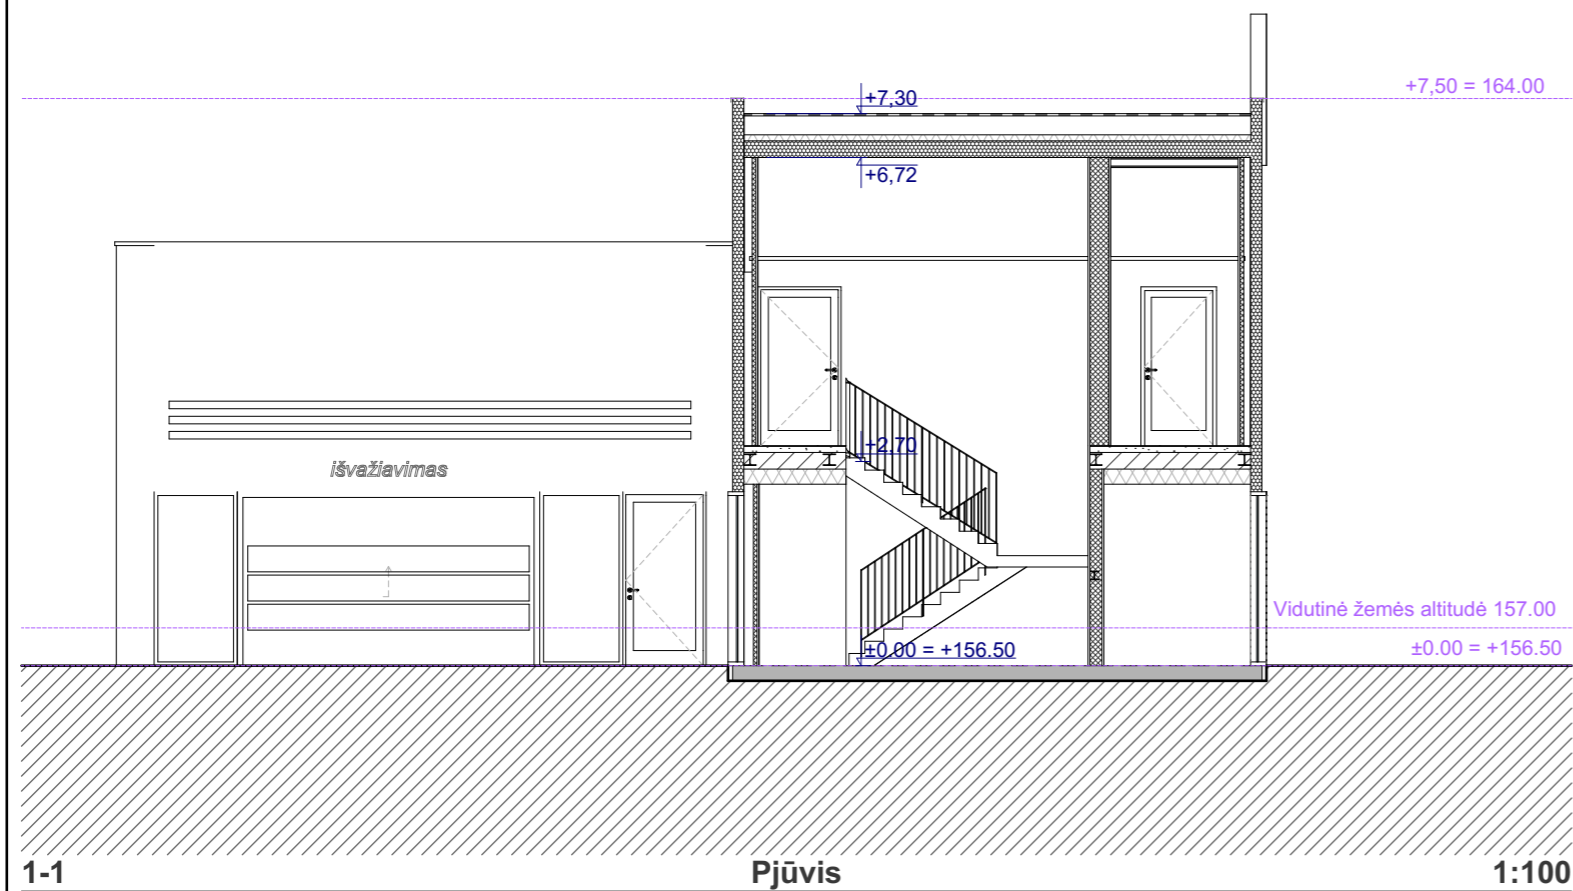 +7,50 = 164.00
+7,30
+6,72
+2,70
išvažiavimas
Vidutinė žemės altitudė 157.00
±0.00 = +156.50
±0.00 = +156.50
1-1 Pjūvis 1:100